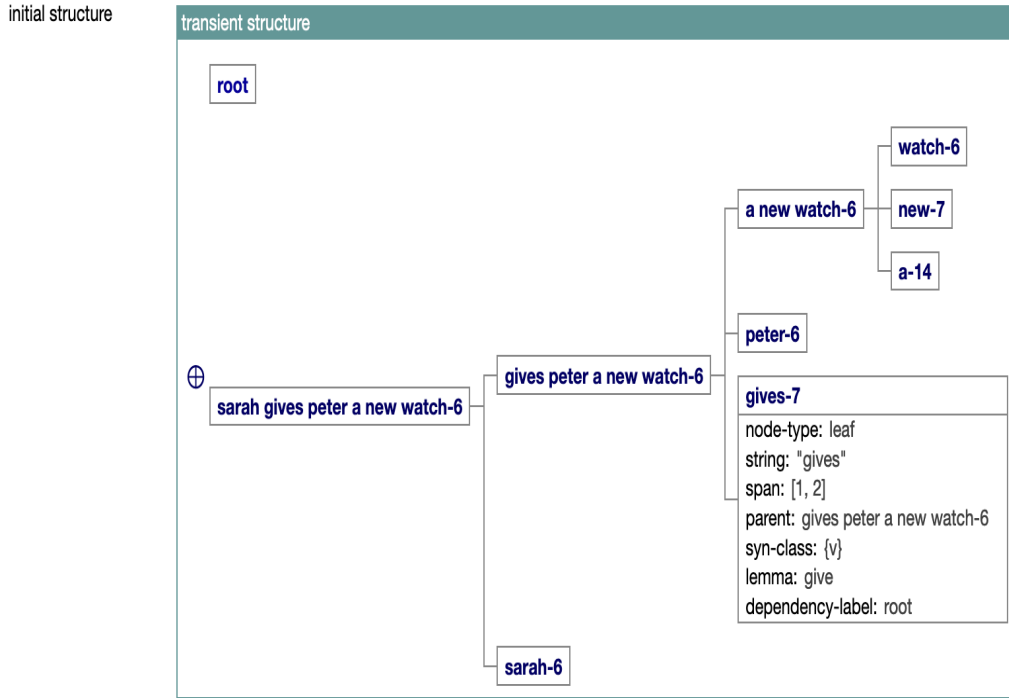 initial structure
transient structure
root
watch-6
a new watch-6
new-7
a-14
peter-6
gives peter a new watch-6
sarah gives peter a new watch-6
gives-7
node-type: leaf
string: "gives"
span: [1, 2]
parent: gives peter a new watch-6
syn-class: {v}
lemma: give
dependency-label: root
sarah-6